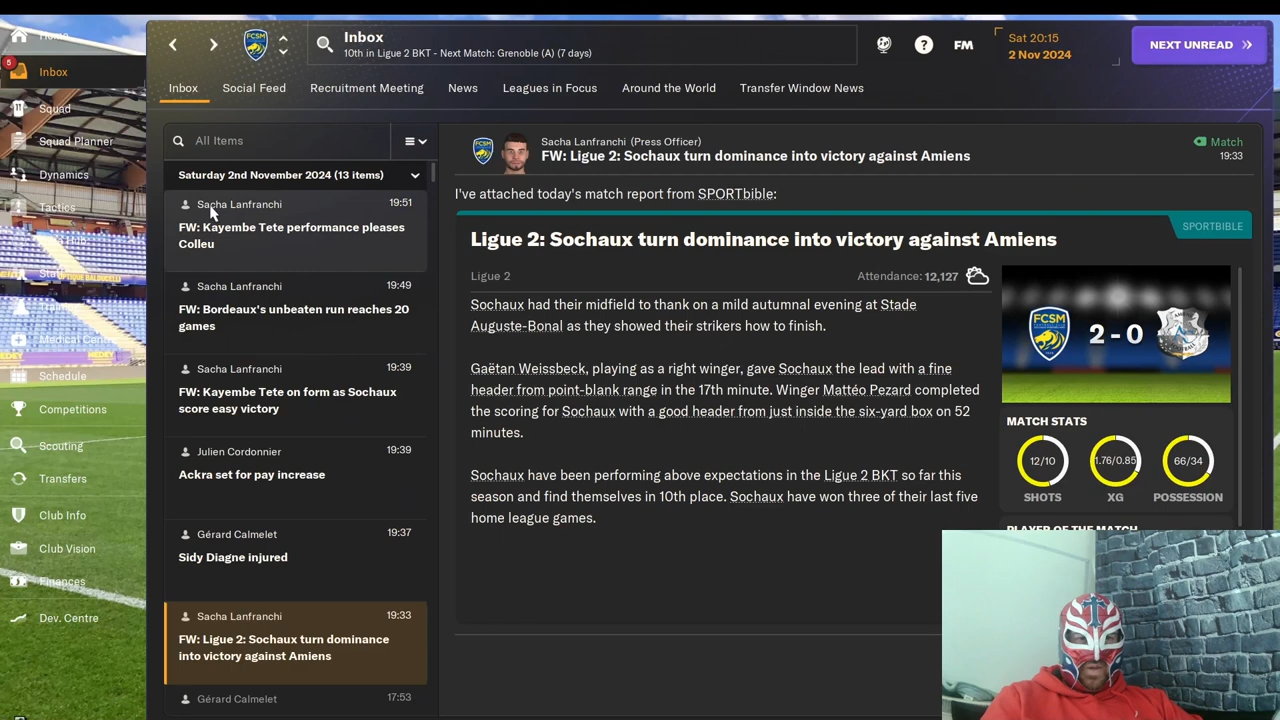 Home
Inbox
10th in Ligue 2 BKT - Next Match: Grenoble (A) (7 days)
FM
Sat 20:15
2 Nov 2024
NEXT UNREAD
5
Inbox
Squad
Squad Planner
Dynamics
Tactics
Medical Centre
Schedule
Competitions
Scouting
Transfers
Club Info
Club Vision
Finances
Dev. Centre
Inbox
Social Feed
Recruitment Meeting
News
Leagues in Focus
Around the World
Transfer Window News
All Items
Saturday 2nd November 2024 (13 items)
Sacha Lanfranchi 19:51
FW: Kayembe Tete performance pleases
Colleu
Sacha Lanfranchi 19:49
FW: Bordeaux's unbeaten run reaches 20
games
Sacha Lanfranchi 19:39
FW: Kayembe Tete on form as Sochaux
score easy victory
Julien Cordonnier 19:39
Ackra set for pay increase
Gérard Calmelet 19:37
Sidy Diagne injured
Sacha Lanfranchi 19:33
FW: Ligue 2: Sochaux turn dominance
into victory against Amiens
Gérard Calmelet 17:53
FCSM
Sacha Lanfranchi (Press Officer)
FW: Ligue 2: Sochaux turn dominance into victory against Amiens
Match
19:33
I've attached today's match report from SPORTbible:
SPORTBIBLE
Ligue 2: Sochaux turn dominance into victory against Amiens
Ligue 2
Attendance: 12,127
Sochaux had their midfield to thank on a mild autumnal evening at Stade
Auguste-Bonal as they showed their strikers how to finish.
Gaëtan Weissbeck, playing as a right winger, gave Sochaux the lead with a fine
header from point-blank range in the 17th minute. Winger Mattéo Pezard completed
the scoring for Sochaux with a good header from just inside the six-yard box on 52
minutes.
Sochaux have been performing above expectations in the Ligue 2 BKT so far this
season and find themselves in 10th place. Sochaux have won three of their last five
home league games.
FCSM
2 - 0
MATCH STATS
12/10
1.76/0.85
66/34
SHOTS
XG
POSSESSION
PLAYER OF THE MATCH